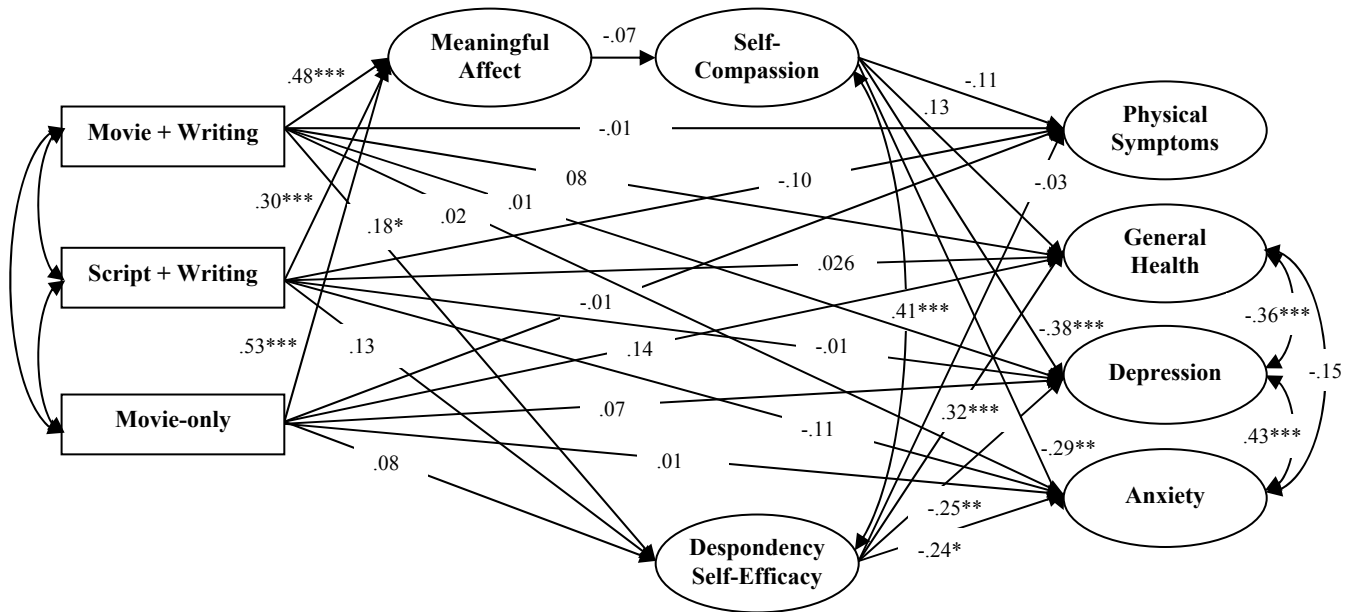 -.07
Meaningful
Affect
Self-
Compassion
.48***
-.11
.13
Physical
Symptoms
Movie + Writing
-.01
-.03
08
-.10
.30***
.18*
.02
.01
General
Health
Script + Writing
.026
-.01
.41***
-.38***
-.36***
.53***
.13
.14
-.01
Depression
-.15
Movie-only
.07
.32***
.43***
-.11
.08
.01
-.29**
Anxiety
-.25**
Despondency
Self-Efficacy
-.24*